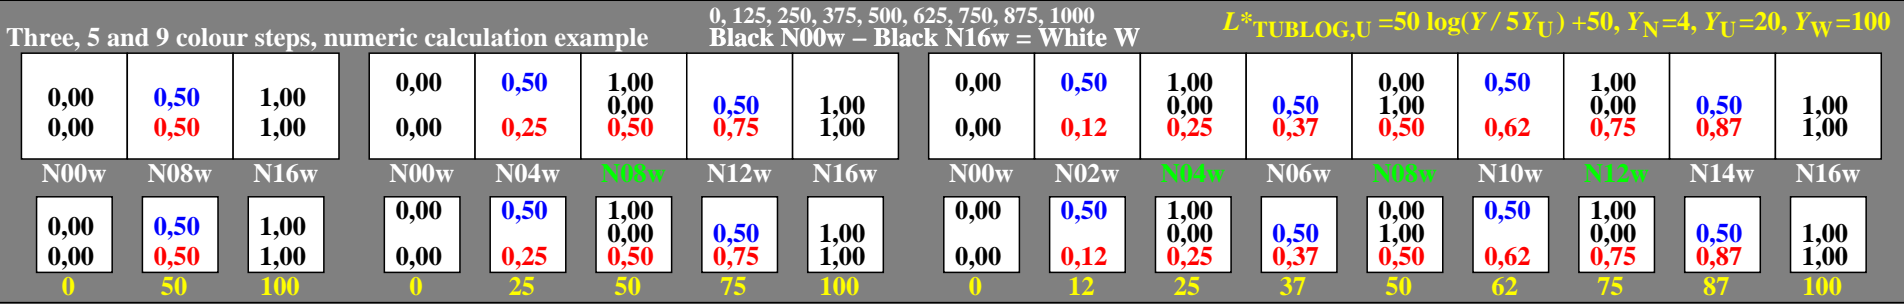 0, 125, 250, 375, 500, 625, 750, 875, 1000
Three, 5 and 9 colour steps, numeric calculation example
Black N00w – Black N16w = White W
L*TUBLOG,U =50 log(Y / 5YU) +50, YN=4, YU=20, YW=100
0,00 0,50 1,00
0,00 0,50 1,00
N00w N08w N16w
0,00 0,50 1,00
0,00 0,50 1,00
0 50 100
0,00 0,50 1,00
0,00 0,50 1,00
0,00 0,25 0,50 0,75 1,00
N00w N04w N08w N12w N16w
0,00 0,50 1,00
0,00 0,50 1,00
0,00 0,25 0,50 0,75 1,00
0 25 50 75 100
0,00 0,50 1,00 0,00 0,50 1,00
0,00 0,50 1,00 0,00 0,50 1,00
0,00 0,12 0,25 0,37 0,50 0,62 0,75 0,87 1,00
N00w N02w N04w N06w N08w N10w N12w N14w N16w
0,00 0,50 1,00 0,00 0,50 1,00
0,00 0,50 1,00 0,00 0,50 1,00
0,00 0,12 0,25 0,37 0,50 0,62 0,75 0,87 1,00
0 12 25 37 50 62 75 87 100